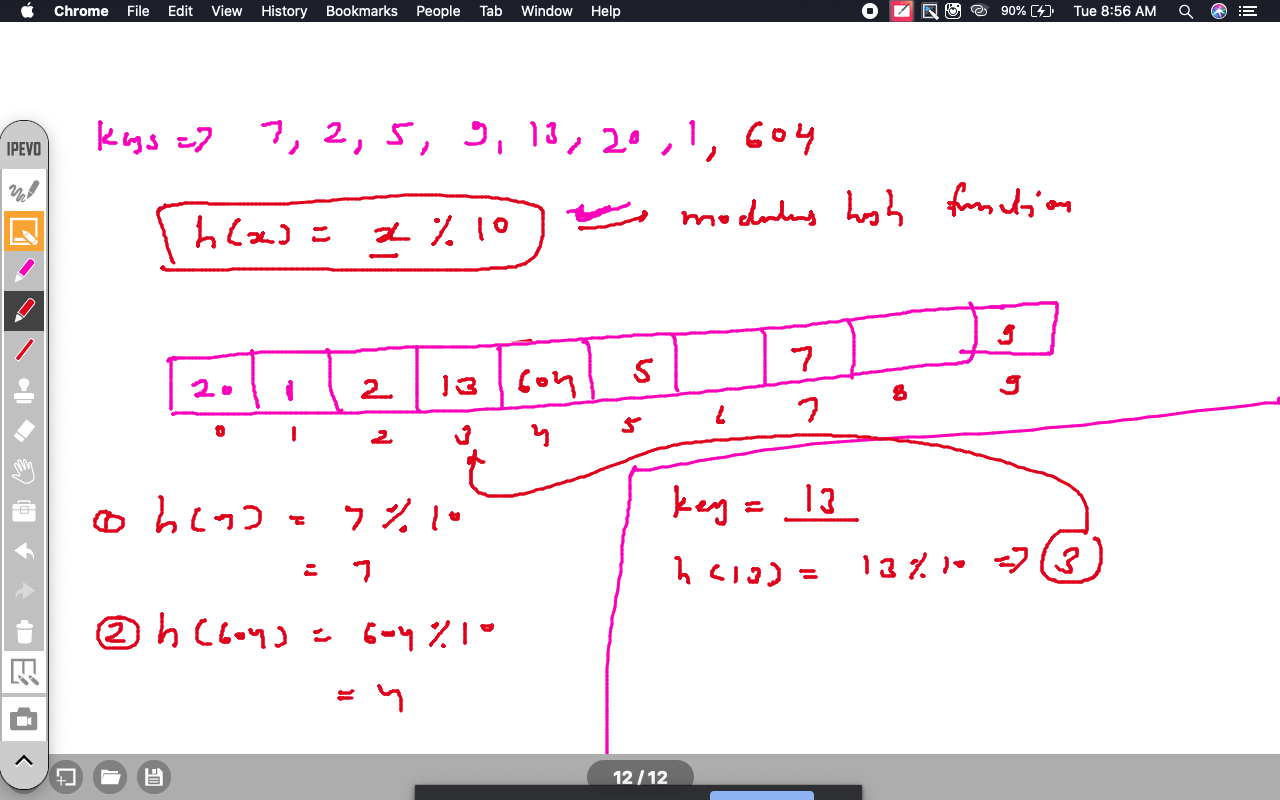 Chrome File Edit View History Bookmarks People Tab Window Help 90% Tue 8:56 AM
IPEVO
keys => 7, 2, 5, 9, 13, 20, 1, 604
h(x) = x % 10 → modulus hash function
20 1 2 13 604 5 7 9
0 1 2 3 4 5 6 7 8 9
① h(7) = 7 % 10
= 7
② h(604) = 604 % 10
= 4
key = 13
h(13) = 13 % 10 => 3
12 / 12